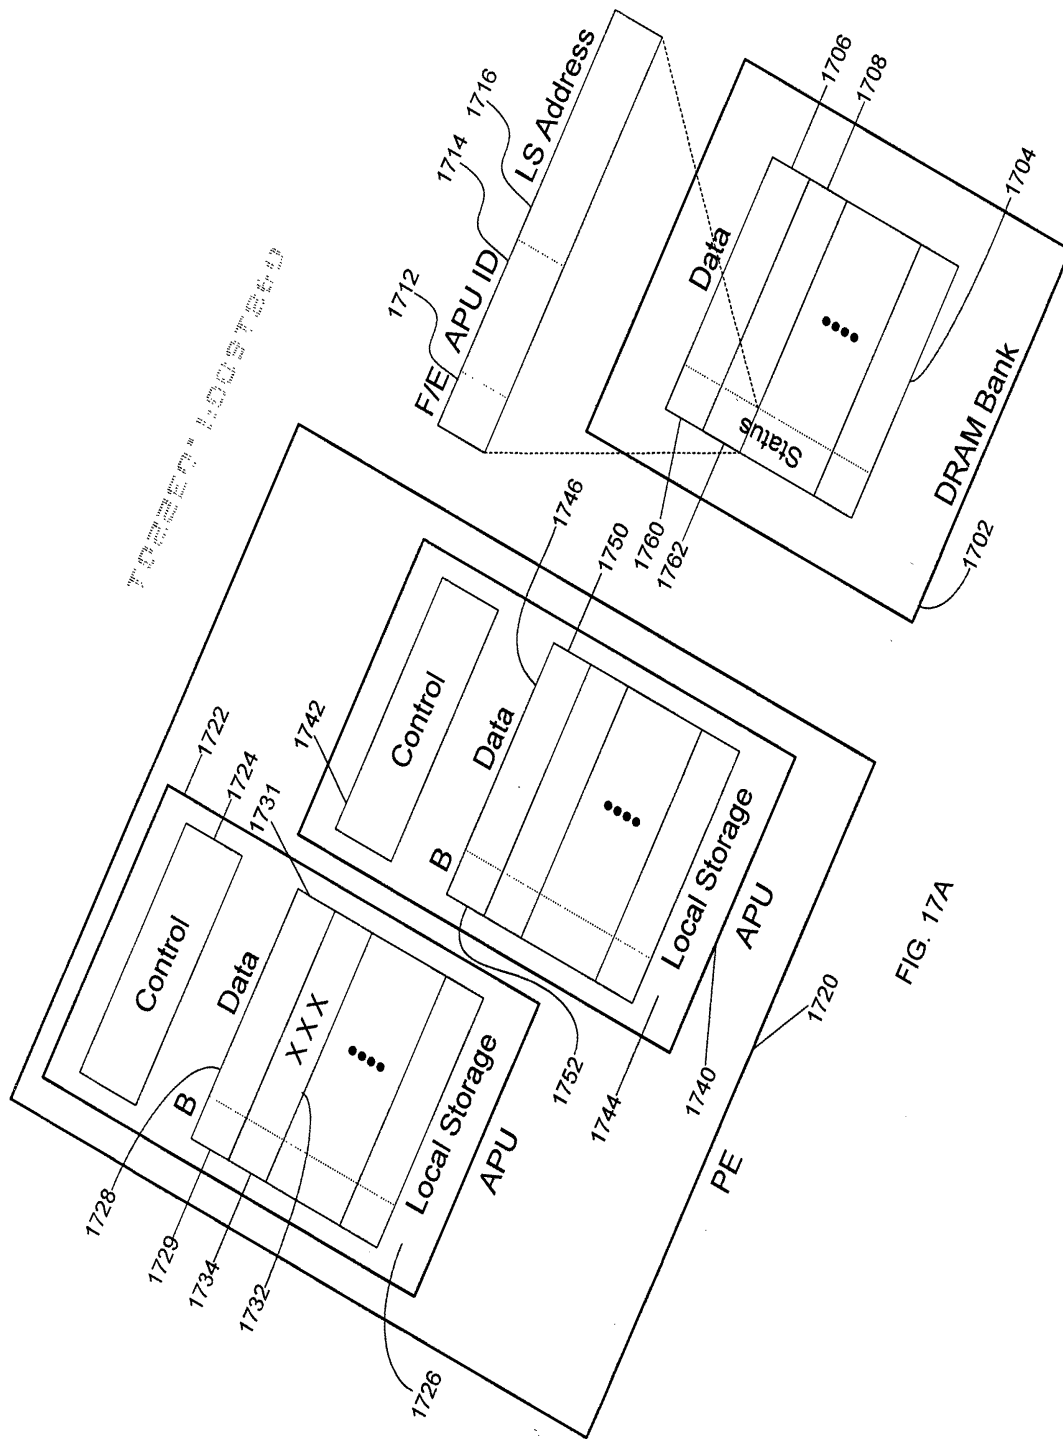 F/E
APU ID
LS Address
1712
1714
1716
Control
Data
B
X X X
Local Storage
APU
1722
1724
1731
1728
1729
1734
1732
1726
Control
Data
B
Local Storage
APU
1742
1746
1750
1752
1744
1740
PE
1720
Data
Status
DRAM Bank
1706
1708
1704
1760
1762
1702
FIG. 17A